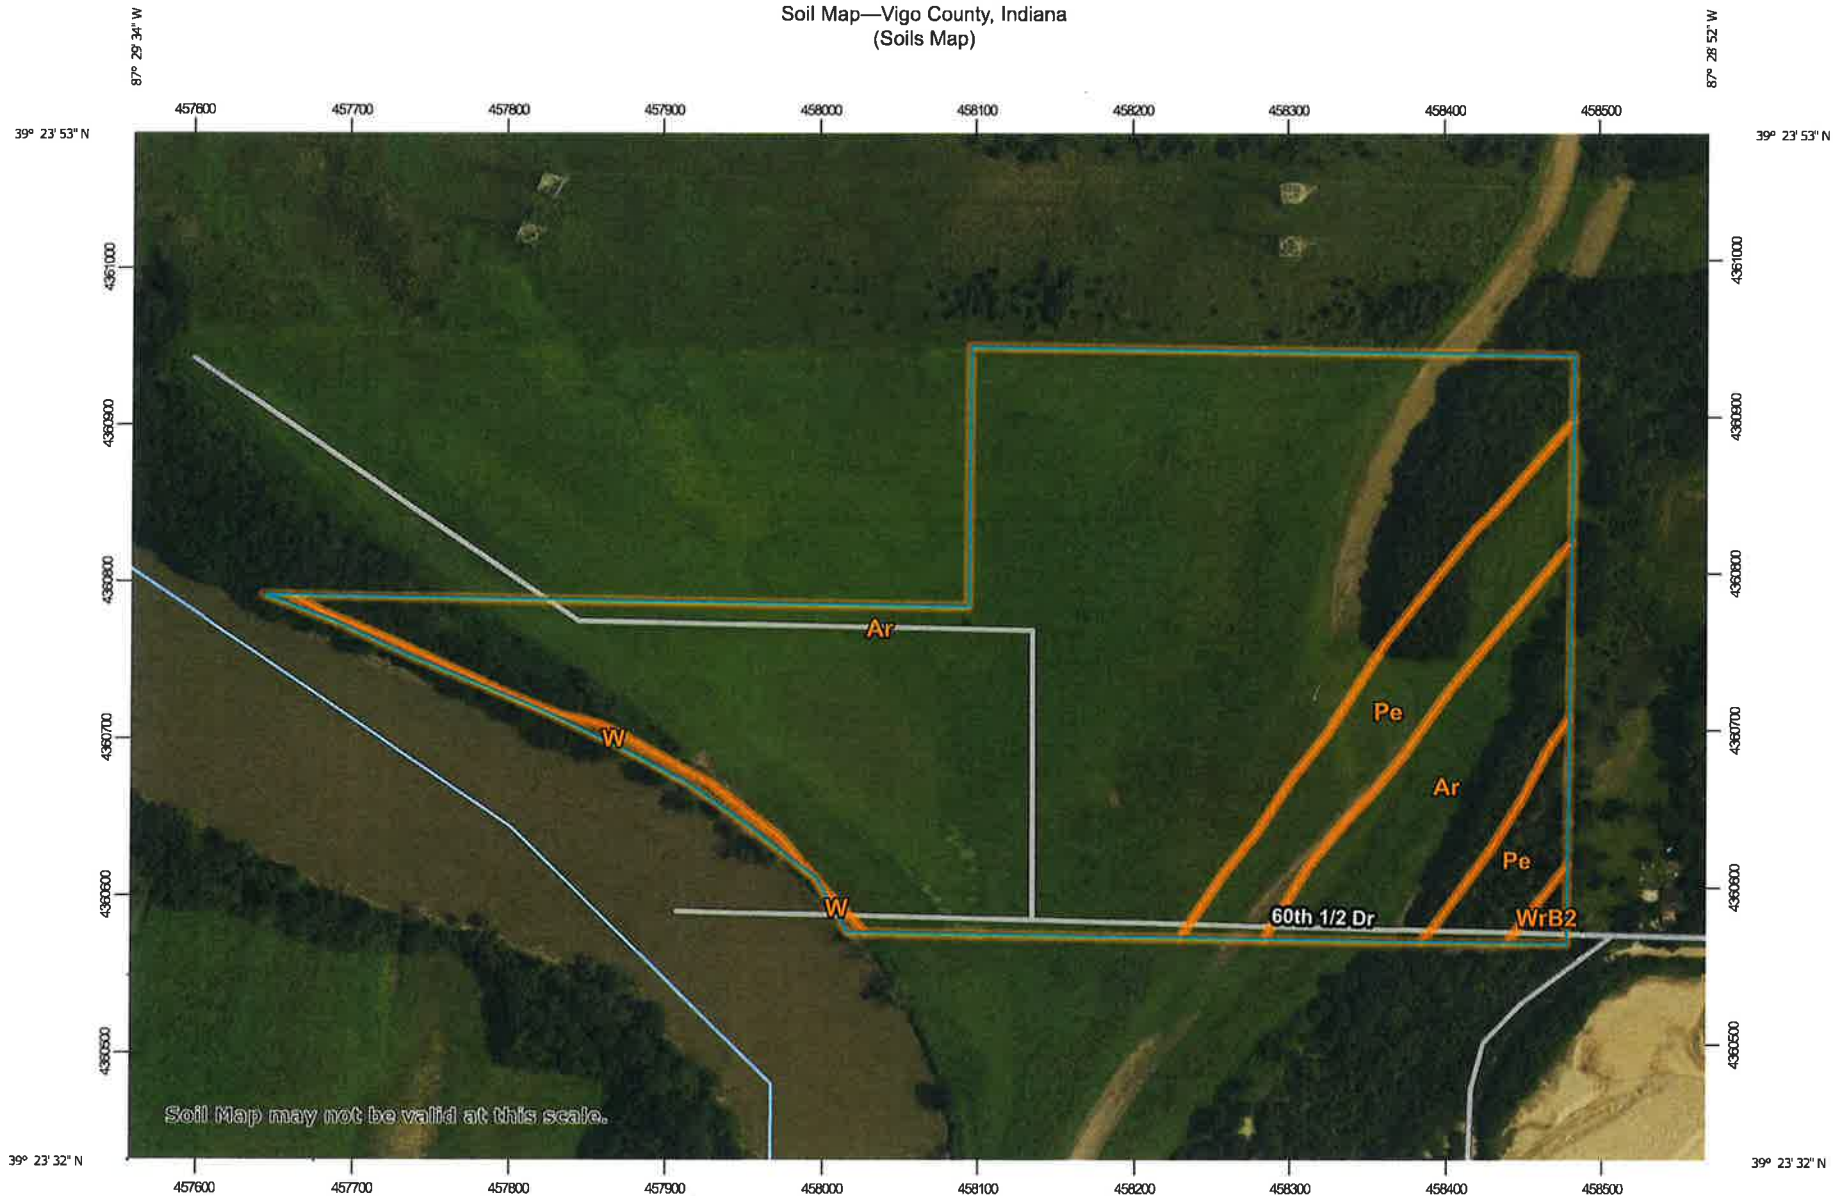 Soil Map—Vigo County, Indiana
(Soils Map)
87° 29' 34" W
87° 28' 52" W
457600 457700 457800 457900 458000 458100 458200 458300 458400 458500
39° 23' 53" N
39° 23' 53" N
4361000
4361000
4360900
4360900
4360800
4360800
Ar
Pe
4360700
W
4360700
Ar
Pe
4360600
4360600
W
60th 1/2 Dr
WrB2
4360500
4360500
Soil Map may not be valid at this scale.
39° 23' 32" N
39° 23' 32" N
457600 457700 457800 457900 458000 458100 458200 458300 458400 458500